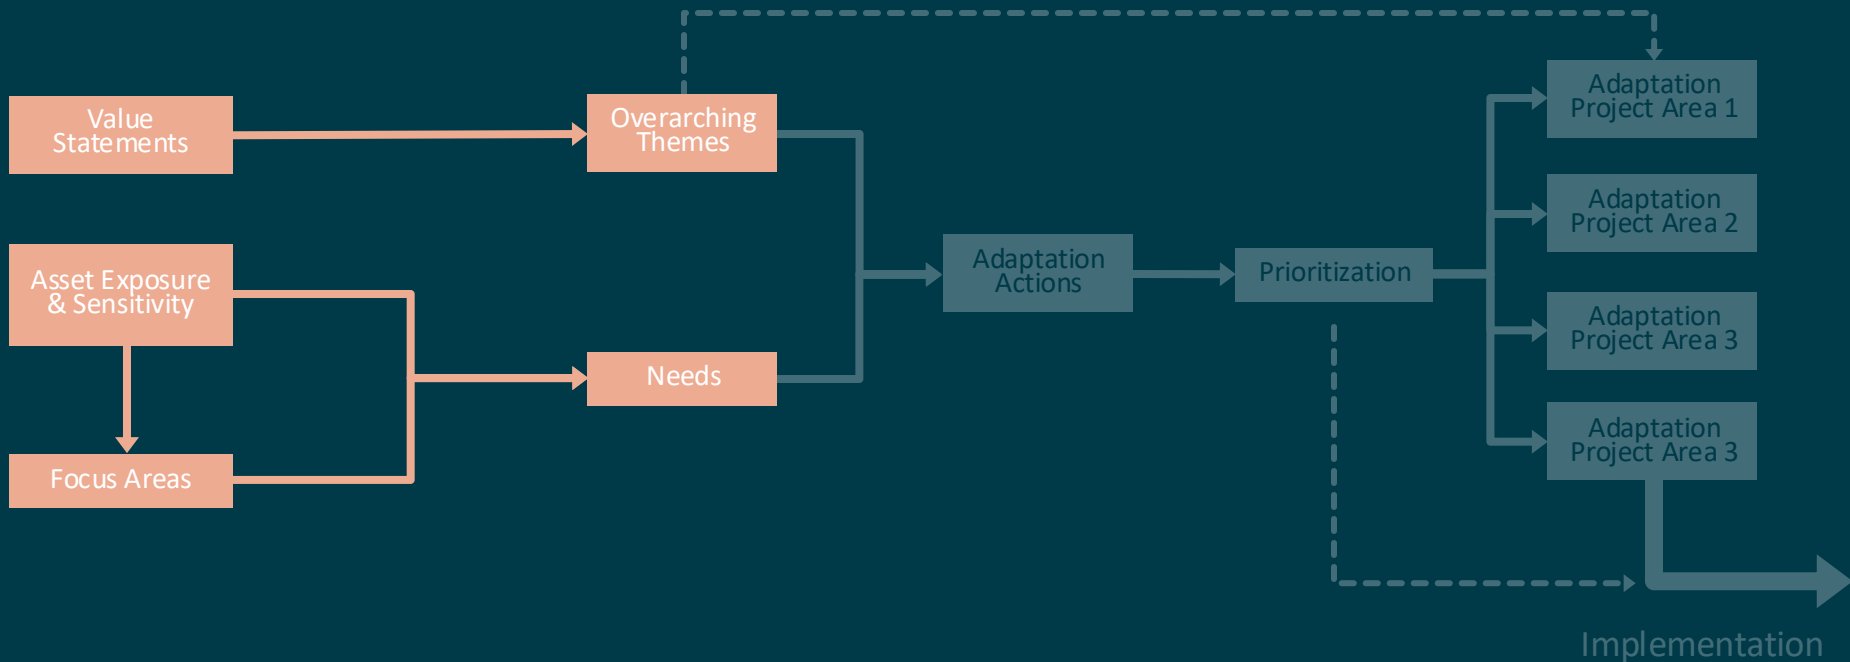 Value
Statements
Overarching
Themes
Asset Exposure
& Sensitivity
Needs
Focus Areas
Adaptation
Actions
Prioritization
Adaptation
Project Area 1
Adaptation
Project Area 2
Adaptation
Project Area 3
Adaptation
Project Area 3
Implementation